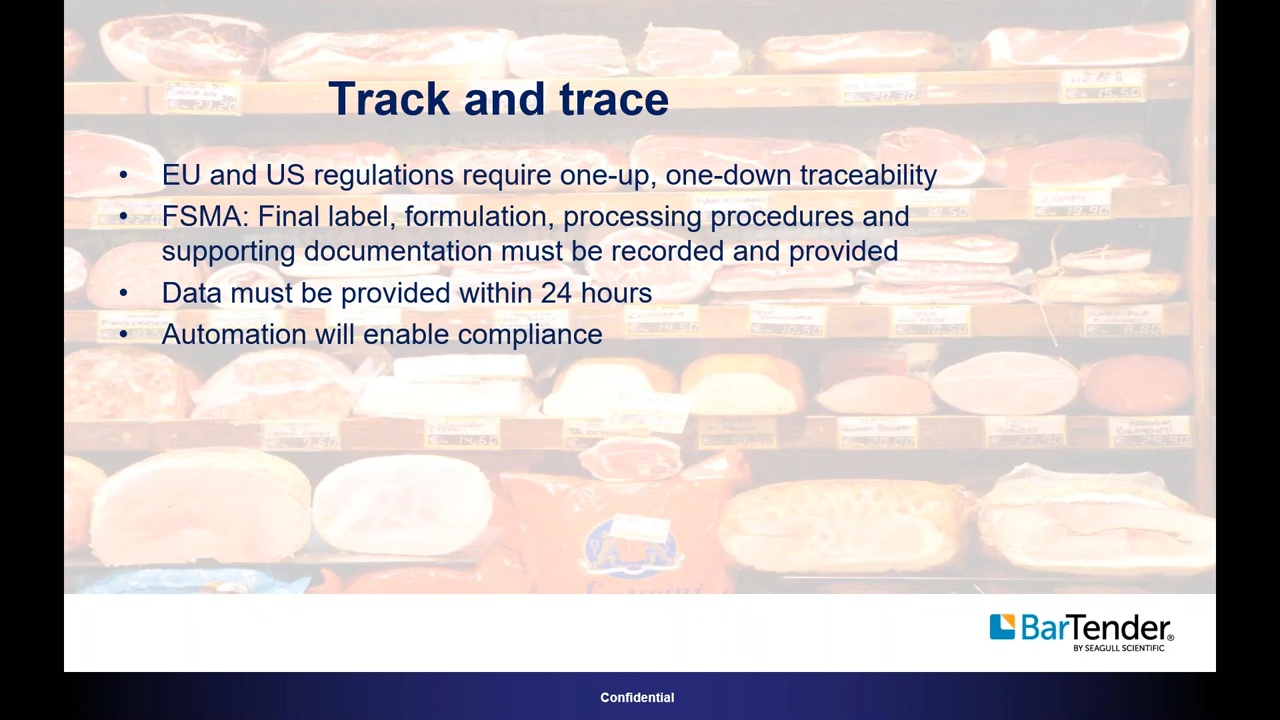 Track and trace
• EU and US regulations require one-up, one-down traceability
• FSMA: Final label, formulation, processing procedures and
supporting documentation must be recorded and provided
• Data must be provided within 24 hours
• Automation will enable compliance
BarTender®
BY SEAGULL SCIENTIFIC
Confidential